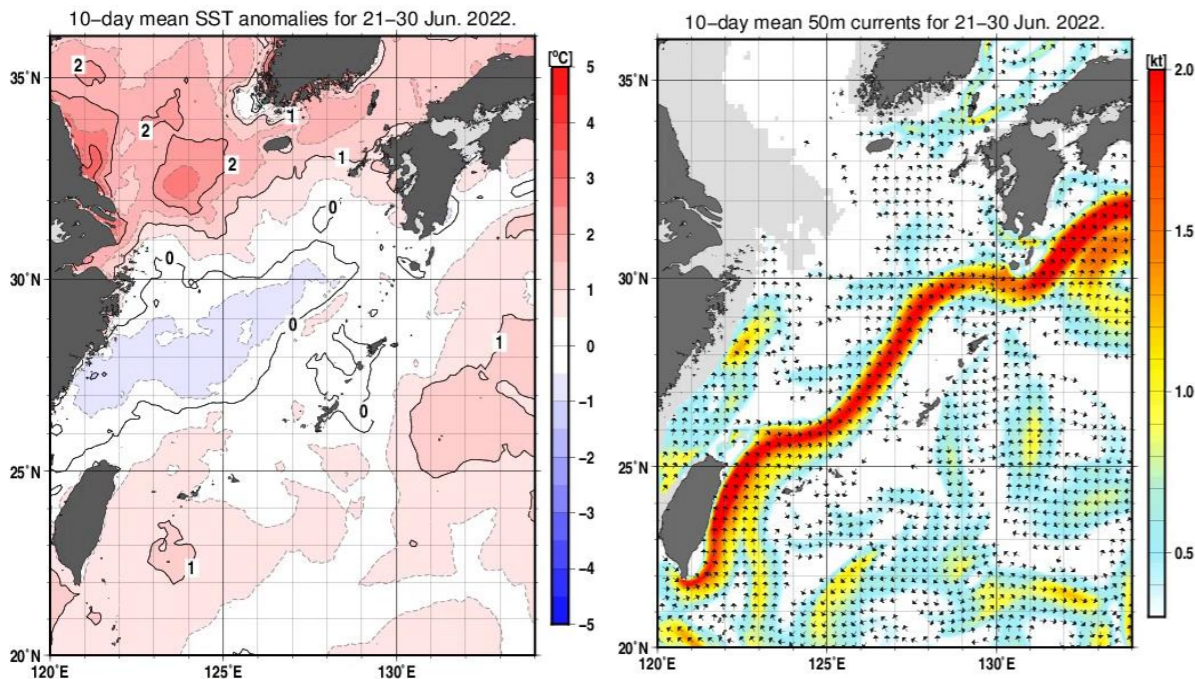 10-day mean SST anomalies for 21-30 Jun. 2022.
[°C]
5
4
3
2
1
0
-1
-2
-3
-4
-5
35°N
30°N
25°N
20°N
120°E
125°E
130°E
2
2
2
1
1
0
0
0
1
0
1
10-day mean 50m currents for 21-30 Jun. 2022.
[kt]
2.0
1.5
1.0
0.5
35°N
30°N
25°N
20°N
120°E
125°E
130°E